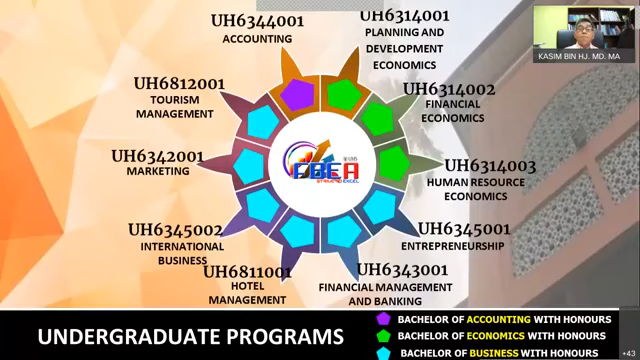 UH6344001
ACCOUNTING
UH6314001
PLANNING AND
DEVELOPMENT
ECONOMICS
KASIM BIN HJ. MD. MA
UH6812001
TOURISM
MANAGEMENT
UH6314002
FINANCIAL
ECONOMICS
UH6342001
MARKETING
FBEA
UH6314003
HUMAN RESOURCE
ECONOMICS
UH6345002
INTERNATIONAL
BUSINESS
UH6345001
ENTREPRENEURSHIP
UH6811001
HOTEL
MANAGEMENT
UH6343001
FINANCIAL MANAGEMENT
AND BANKING
UNDERGRADUATE PROGRAMS
BACHELOR OF ACCOUNTING WITH HONOURS
BACHELOR OF ECONOMICS WITH HONOURS
BACHELOR OF BUSINESS WITH HONOURS
+43